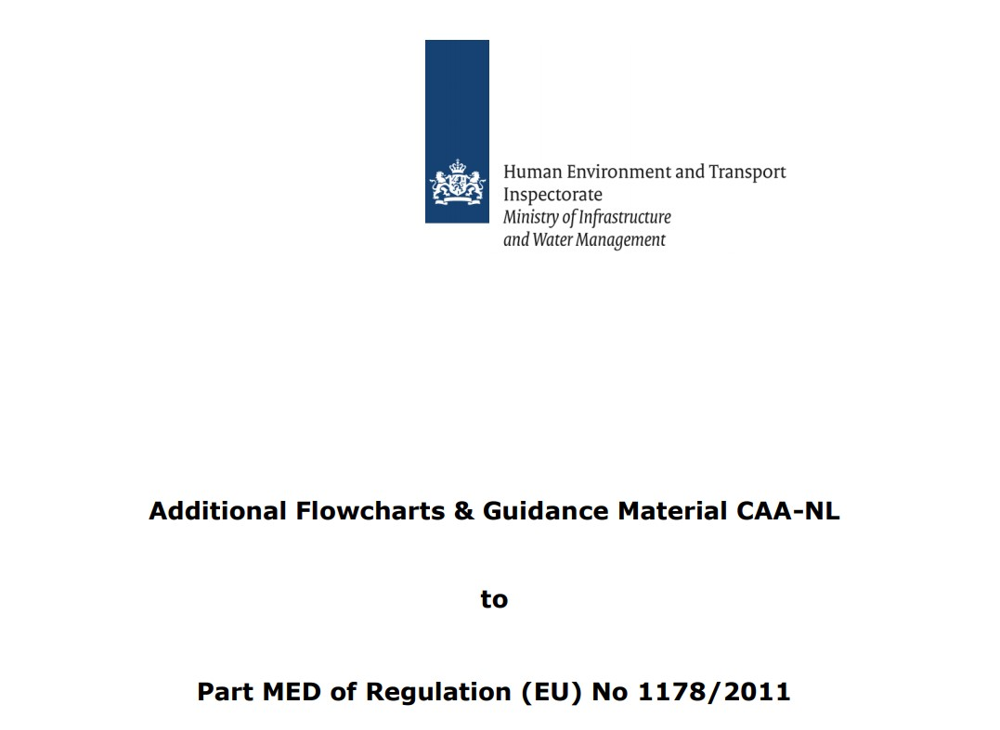 Human Environment and Transport
Inspectorate
Ministry of Infrastructure
and Water Management
Additional Flowcharts & Guidance Material CAA-NL
to
Part MED of Regulation (EU) No 1178/2011